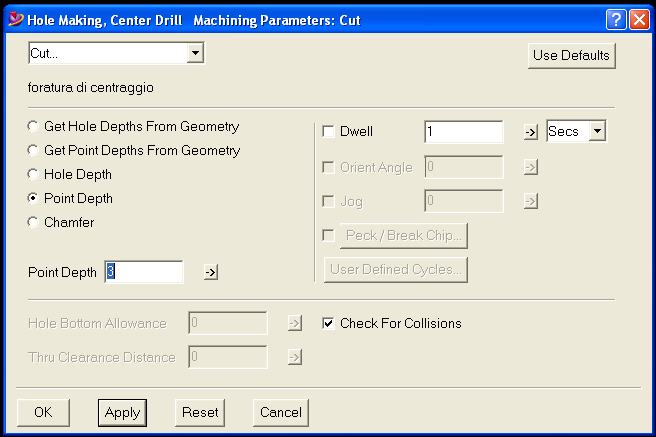 Hole Making, Center Drill Machining Parameters: Cut
Cut...
Use Defaults
foratura di centraggio
Get Hole Depths From Geometry
Get Point Depths From Geometry
Hole Depth
Point Depth
Chamfer
Point Depth 3 ->
Dwell 1 -> Secs
Orient Angle 0 ->
Jog 0 ->
Peck / Break Chip...
User Defined Cycles...
Hole Bottom Allowance 0 ->
Check For Collisions
Thru Clearance Distance 0 ->
OK Apply Reset Cancel